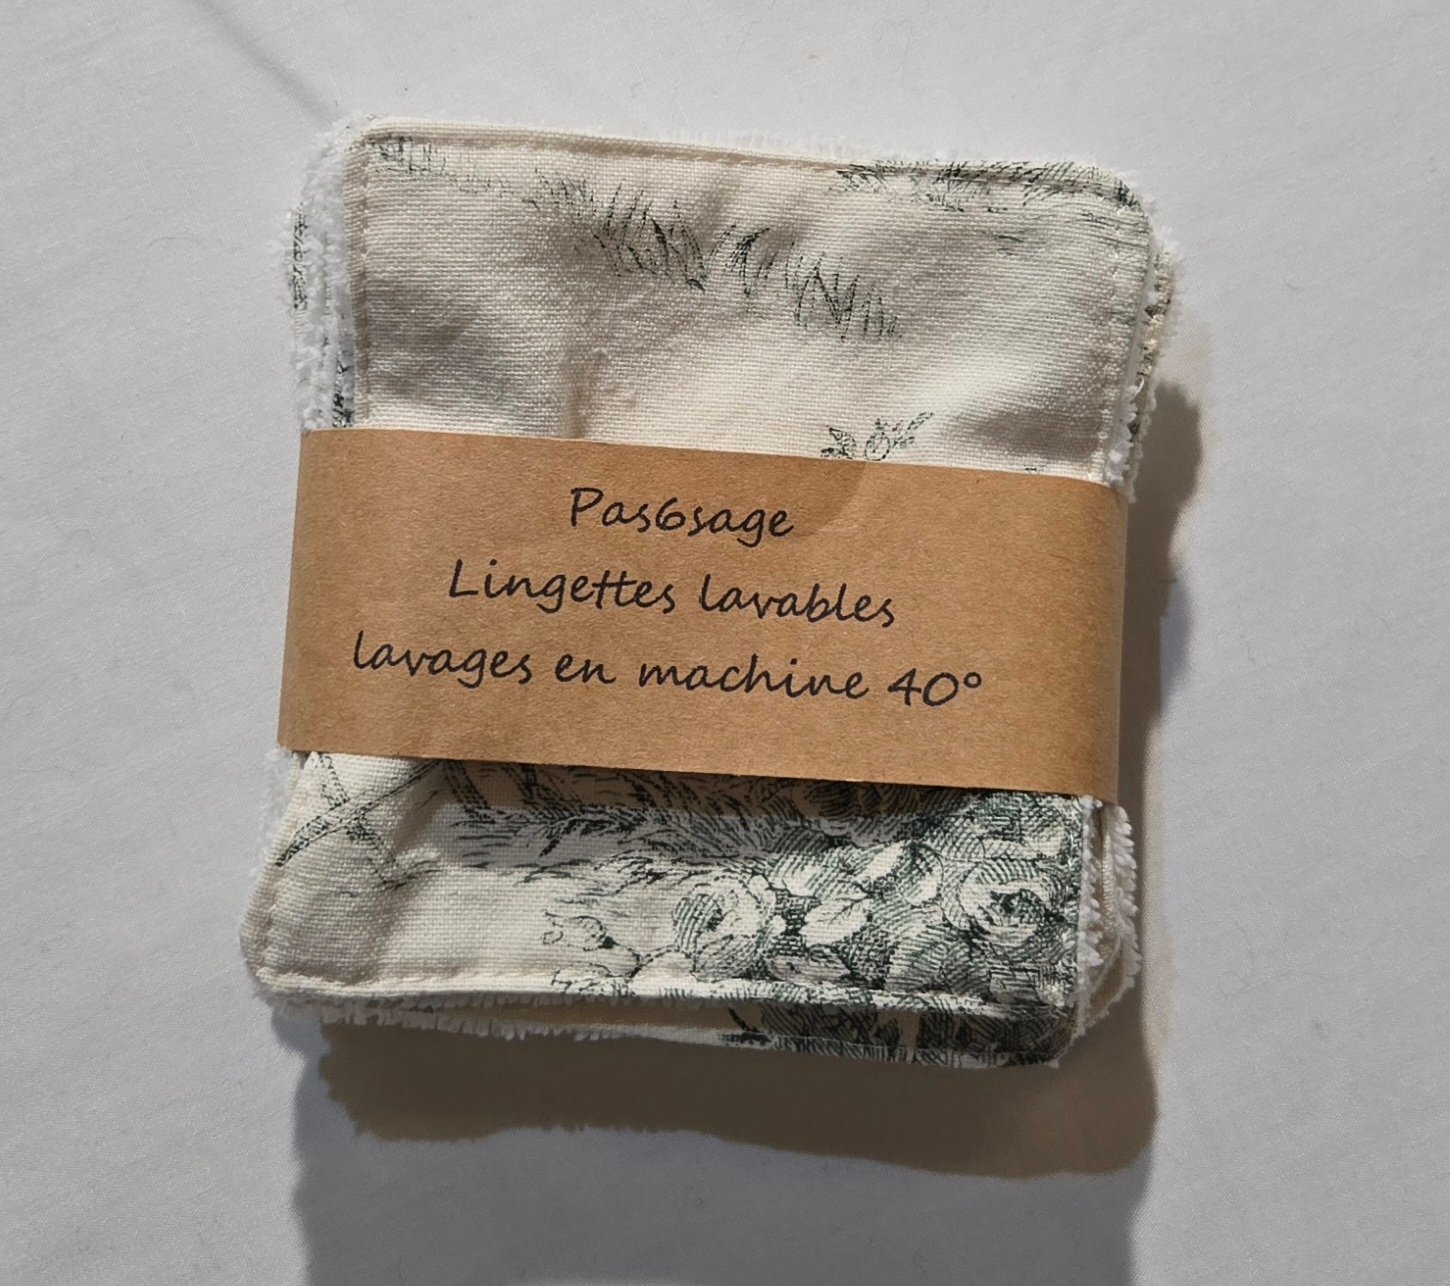 Pas6sage
Lingettes lavables
lavages en machine 40°